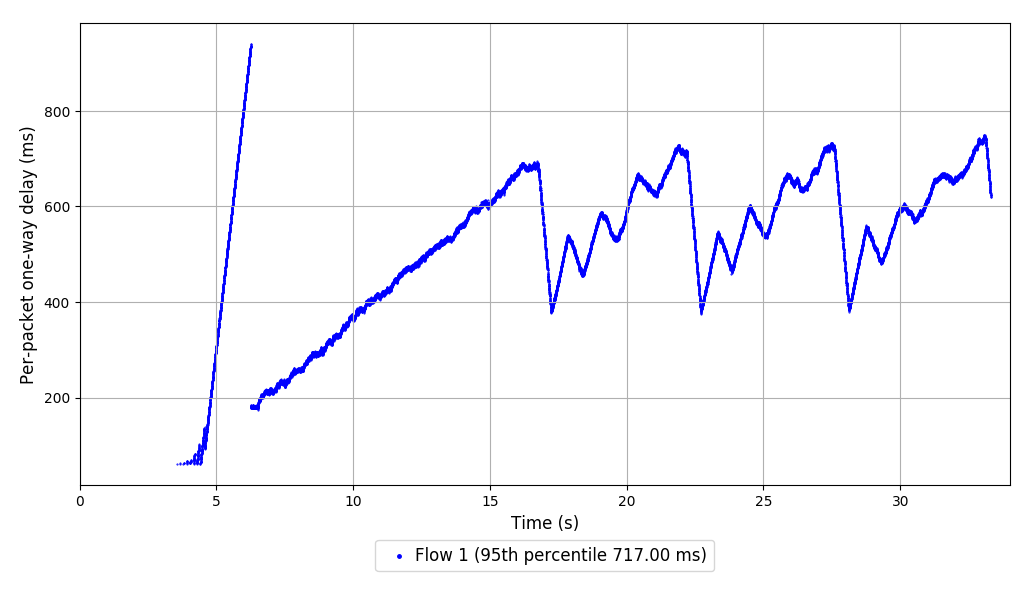 Per-packet one-way delay (ms)
800
600
400
200
0 5 10 15 20 25 30
Time (s)
Flow 1 (95th percentile 717.00 ms)